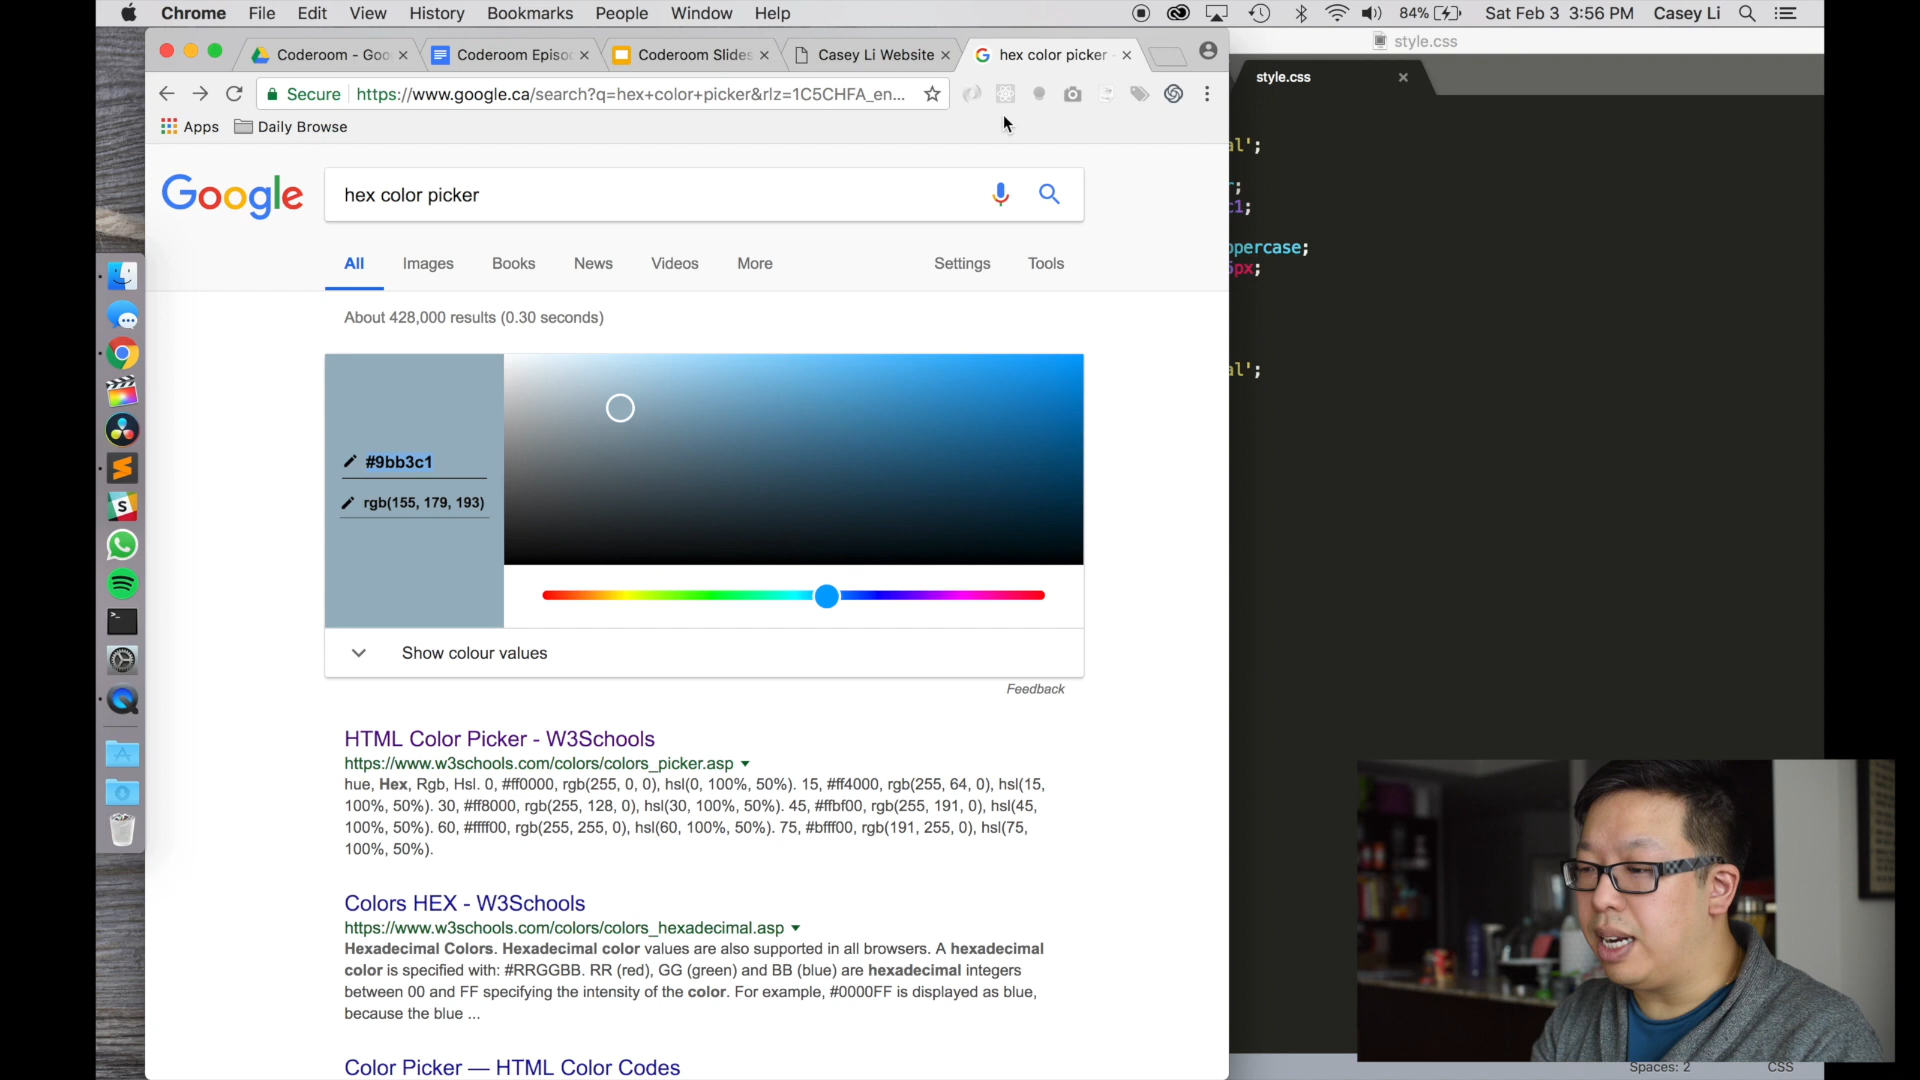 Chrome File Edit View History Bookmarks People Window Help 84% Sat Feb 3 3:56 PM Casey Li
Coderoom - Goo Coderoom Episo Coderoom Slides Casey Li Website hex color picker -
style.css
style.css
Secure https://www.google.ca/search?q=hex+color+picker&rlz=1C5CHFA_en...
Apps Daily Browse
al';
Google hex color picker
r;
c1;
ppercase;
5px;
All Images Books News Videos More Settings Tools
About 428,000 results (0.30 seconds)
al';
#9bb3c1
rgb(155, 179, 193)
Show colour values
Feedback
HTML Color Picker - W3Schools
https://www.w3schools.com/colors/colors_picker.asp
hue, Hex, Rgb, Hsl. 0, #ff0000, rgb(255, 0, 0), hsl(0, 100%, 50%). 15, #ff4000, rgb(255, 64, 0), hsl(15,
100%, 50%). 30, #ff8000, rgb(255, 128, 0), hsl(30, 100%, 50%). 45, #ffbf00, rgb(255, 191, 0), hsl(45,
100%, 50%). 60, #ffff00, rgb(255, 255, 0), hsl(60, 100%, 50%). 75, #bfff00, rgb(191, 255, 0), hsl(75,
100%, 50%).
Colors HEX - W3Schools
https://www.w3schools.com/colors/colors_hexadecimal.asp
Hexadecimal Colors. Hexadecimal color values are also supported in all browsers. A hexadecimal
color is specified with: #RRGGBB. RR (red), GG (green) and BB (blue) are hexadecimal integers
between 00 and FF specifying the intensity of the color. For example, #0000FF is displayed as blue,
because the blue ...
Color Picker — HTML Color Codes
Spaces: 2 CSS